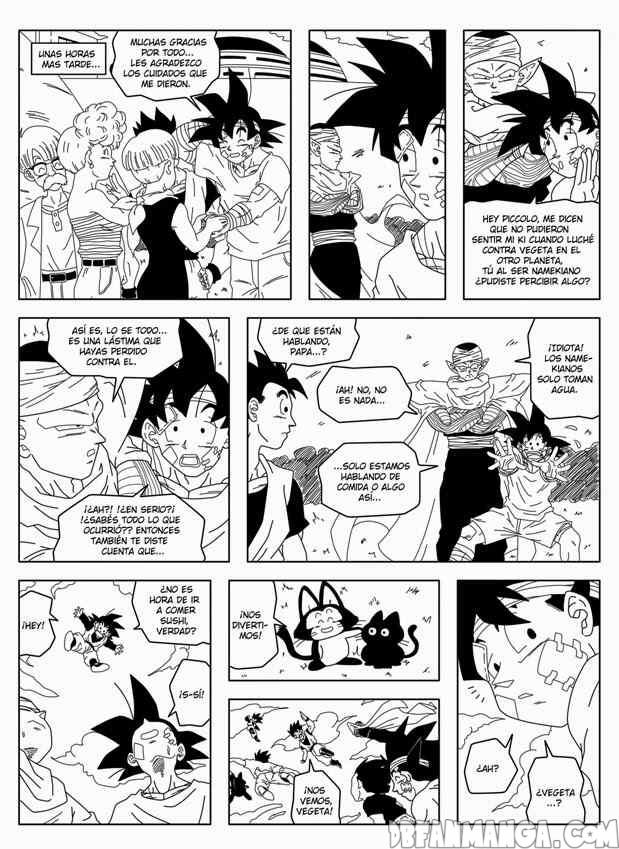 UNAS HORAS
MAS TARDE...
MUCHAS GRACIAS
POR TODO...
LES AGRADEZCO
LOS CUIDADOS QUE
ME DIERON.
HEY PICCOLO, ME DICEN
QUE NO PUDIERON
SENTIR MI KI CUANDO LUCHÉ
CONTRA VEGETA EN EL
OTRO PLANETA,
TÚ AL SER NAMEKIANO
¿PUDISTE PERCIBIR ALGO?
ASÍ ES, LO SE TODO...
ES UNA LÁSTIMA QUE
HAYAS PERDIDO
CONTRA EL.
¡¿AH?! !¿EN SERIO?¡
!¿SABÉS TODO LO QUE
OCURRIÓ?? ENTONCES
TAMBIÉN TE DISTE
CUENTA QUE...
¿DE QUE ESTÁN
HABLANDO,
PAPÁ...?
¡AH! NO, NO
ES NADA...
...SOLO ESTAMOS
HABLANDO DE
COMIDA O ALGO
ASÍ...
¡IDIOTA!
LOS NAME-
KIANOS
SOLO TOMAN
AGUA.
¡HEY!
¿NO ES
HORA DE IR
A COMER
SUSHI,
VERDAD?
¡S-SÍ!
¡NOS
DIVERTI-
MOS!
¡NOS
VEMOS,
VEGETA!
¿AH?
¿VEGETA
...?
DBFANMANGA.COM